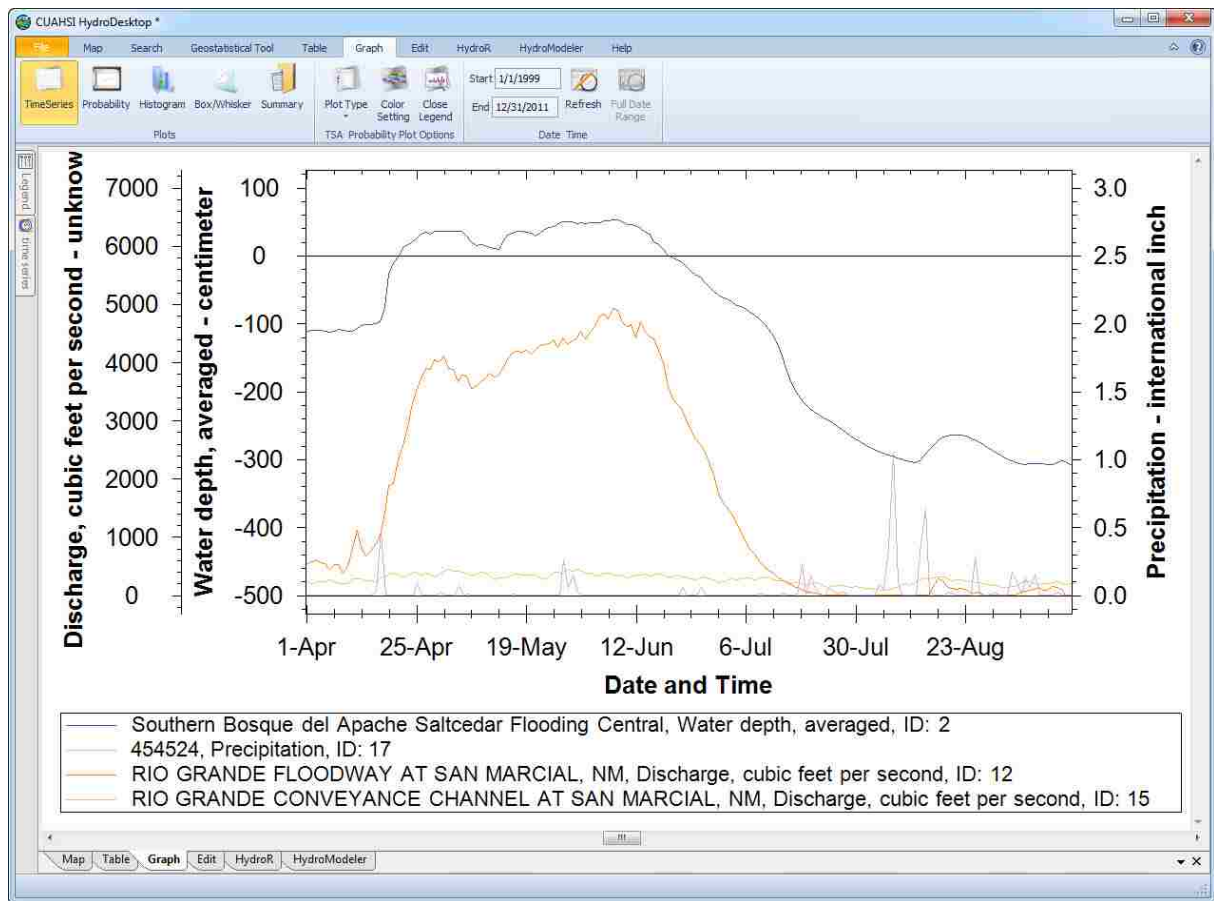 CUAHSI HydroDesktop *
File Map Search Geostatistical Tool Table Graph Edit HydroR HydroModeler Help
TimeSeries Probability Histogram Box/Whisker Summary
Plots
Plot Type Color Setting Close Legend
TSA Probability Plot Options
Start 1/1/1999
End 12/31/2011
Refresh Full Date Range
Date Time
Legend
time series
Discharge, cubic feet per second - unknow
7000
6000
5000
4000
3000
2000
1000
0
Water depth, averaged - centimeter
100
0
-100
-200
-300
-400
-500
3.0
2.5
2.0
1.5
1.0
0.5
0.0
Precipitation - international inch
1-Apr 25-Apr 19-May 12-Jun 6-Jul 30-Jul 23-Aug
Date and Time
Southern Bosque del Apache Saltcedar Flooding Central, Water depth, averaged, ID: 2
454524, Precipitation, ID: 17
RIO GRANDE FLOODWAY AT SAN MARCIAL, NM, Discharge, cubic feet per second, ID: 12
RIO GRANDE CONVEYANCE CHANNEL AT SAN MARCIAL, NM, Discharge, cubic feet per second, ID: 15
Map Table Graph Edit HydroR HydroModeler